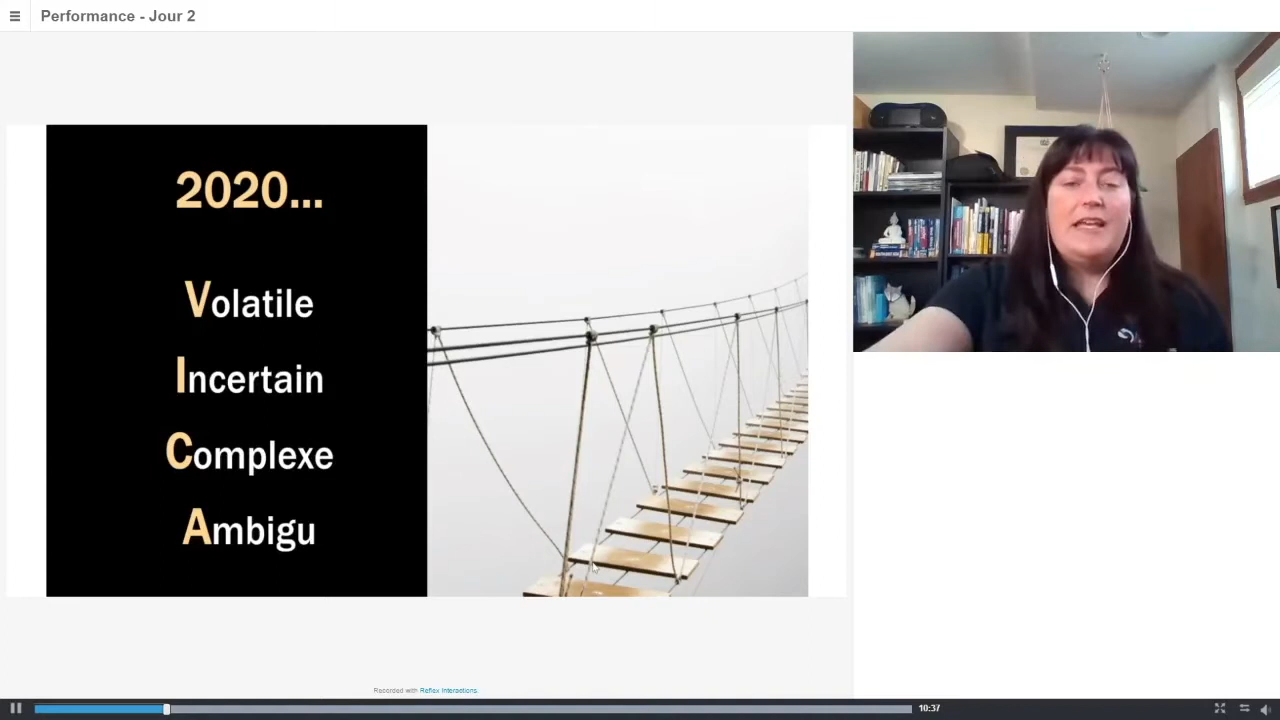 Performance - Jour 2
2020...
Volatile
Incertain
Complexe
Ambigu
Recorded with Reflex Interactions
10:37